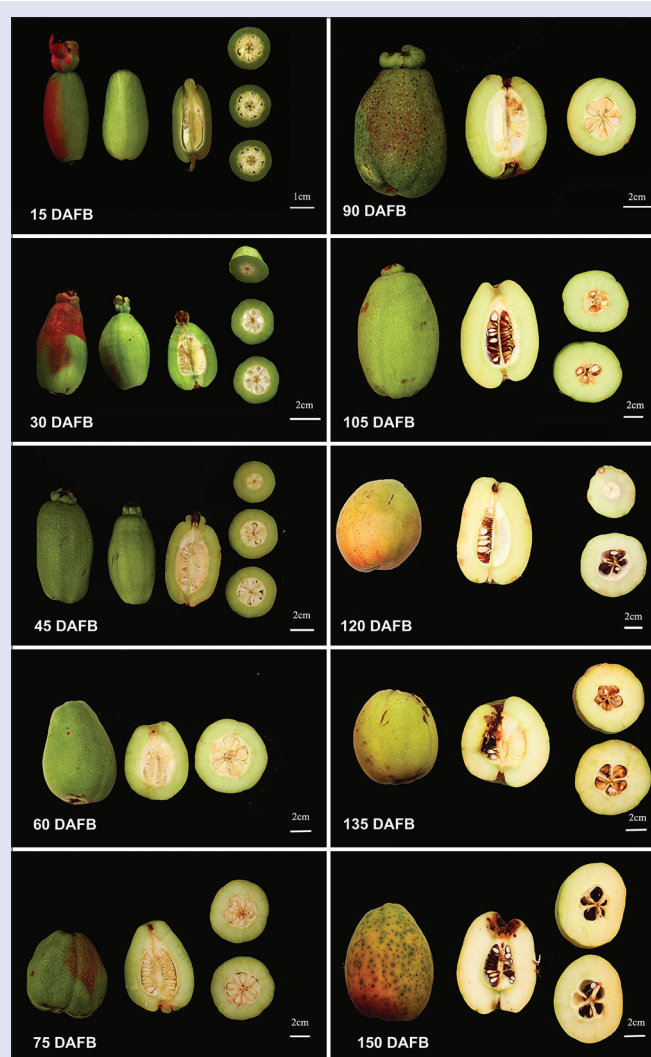 1cm
15 DAFB
2cm
30 DAFB
2cm
45 DAFB
2cm
60 DAFB
2cm
75 DAFB
2cm
90 DAFB
2cm
105 DAFB
2cm
120 DAFB
2cm
135 DAFB
2cm
150 DAFB